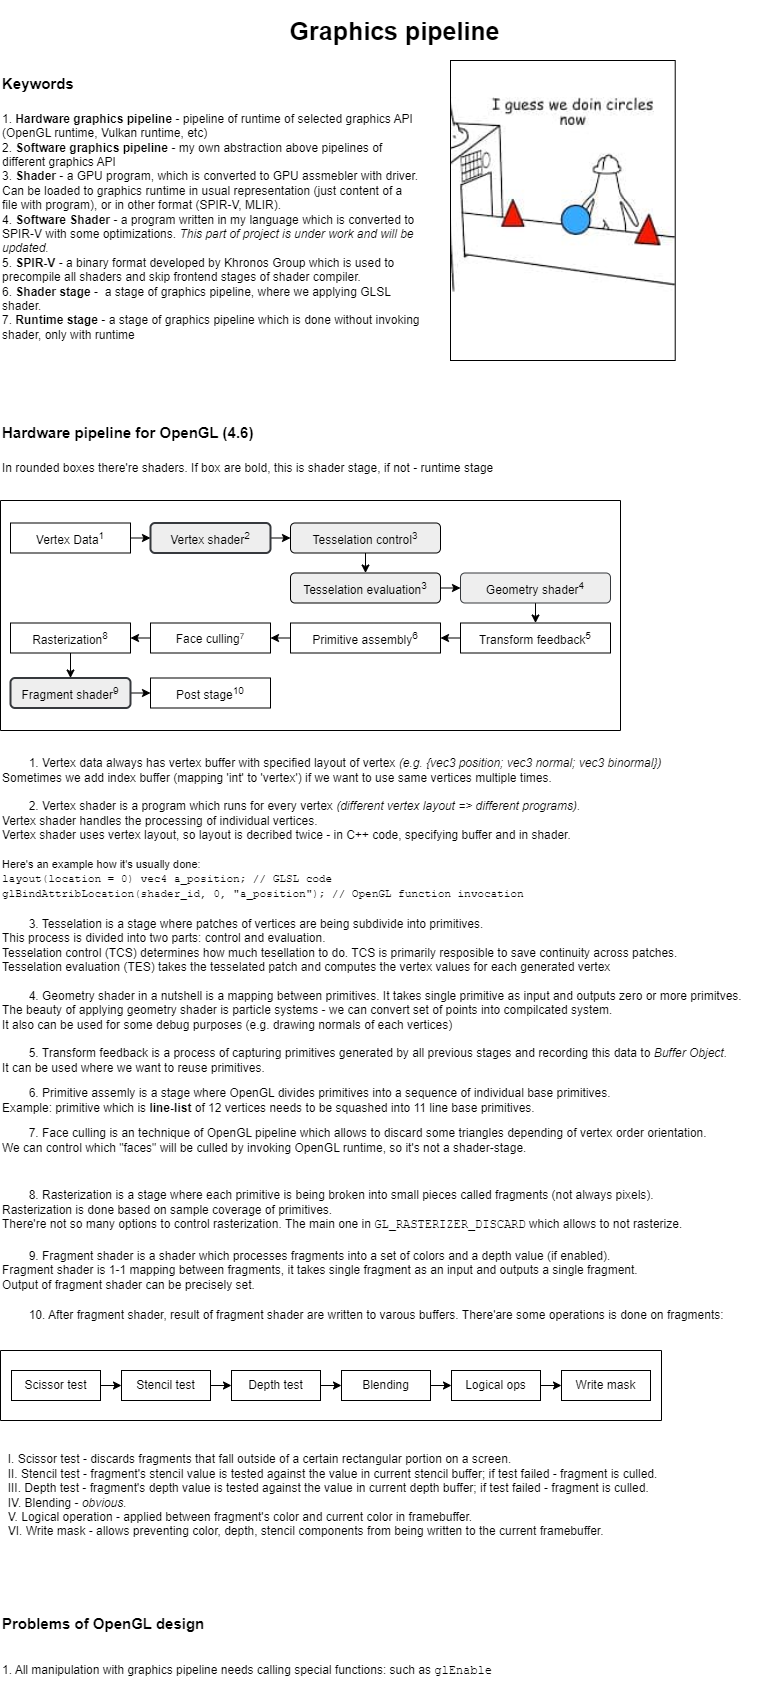 Graphics pipeline
Keywords
1. Hardware graphics pipeline - pipeline of runtime of selected graphics API
(OpenGL runtime, Vulkan runtime, etc)
2. Software graphics pipeline - my own abstraction above pipelines of
different graphics API
3. Shader - a GPU program, which is converted to GPU assmebler with driver.
Can be loaded to graphics runtime in usual representation (just content of a
file with program), or in other format (SPIR-V, MLIR).
4. Software Shader - a program written in my language which is converted to
SPIR-V with some optimizations. This part of project is under work and will be
updated.
5. SPIR-V - a binary format developed by Khronos Group which is used to
precompile all shaders and skip frontend stages of shader compiler.
6. Shader stage -  a stage of graphics pipeline, where we applying GLSL
shader.
7. Runtime stage - a stage of graphics pipeline which is done without invoking
shader, only with runtime
I guess we doin circles
now
Hardware pipeline for OpenGL (4.6)
In rounded boxes there're shaders. If box are bold, this is shader stage, if not - runtime stage
Vertex Data1
Vertex shader2
Tesselation control3
Tesselation evaluation3
Geometry shader4
Transform feedback5
Primitive assembly6
Face culling7
Rasterization8
Fragment shader9
Post stage10
1. Vertex data always has vertex buffer with specified layout of vertex (e.g. {vec3 position; vec3 normal; vec3 binormal})
Sometimes we add index buffer (mapping 'int' to 'vertex') if we want to use same vertices multiple times.
2. Vertex shader is a program which runs for every vertex (different vertex layout => different programs).
Vertex shader handles the processing of individual vertices.
Vertex shader uses vertex layout, so layout is decribed twice - in C++ code, specifying buffer and in shader.
Here's an example how it's usually done:
layout(location = 0) vec4 a_position; // GLSL code
glBindAttribLocation(shader_id, 0, "a_position"); // OpenGL function invocation
3. Tesselation is a stage where patches of vertices are being subdivide into primitives.
This process is divided into two parts: control and evaluation.
Tesselation control (TCS) determines how much tesellation to do. TCS is primarily resposible to save continuity across patches.
Tesselation evaluation (TES) takes the tesselated patch and computes the vertex values for each generated vertex
4. Geometry shader in a nutshell is a mapping between primitives. It takes single primitive as input and outputs zero or more primitves.
The beauty of applying geometry shader is particle systems - we can convert set of points into compilcated system.
It also can be used for some debug purposes (e.g. drawing normals of each vertices)
5. Transform feedback is a process of capturing primitives generated by all previous stages and recording this data to Buffer Object.
It can be used where we want to reuse primitives.
6. Primitive assemly is a stage where OpenGL divides primitives into a sequence of individual base primitives.
Example: primitive which is line-list of 12 vertices needs to be squashed into 11 line base primitives.
7. Face culling is an technique of OpenGL pipeline which allows to discard some triangles depending of vertex order orientation.
We can control which "faces" will be culled by invoking OpenGL runtime, so it's not a shader-stage.
8. Rasterization is a stage where each primitive is being broken into small pieces called fragments (not always pixels).
Rasterization is done based on sample coverage of primitives.
There're not so many options to control rasterization. The main one in GL_RASTERIZER_DISCARD which allows to not rasterize.
9. Fragment shader is a shader which processes fragments into a set of colors and a depth value (if enabled).
Fragment shader is 1-1 mapping between fragments, it takes single fragment as an input and outputs a single fragment.
Output of fragment shader can be precisely set.
10. After fragment shader, result of fragment shader are written to varous buffers. There'are some operations is done on fragments:
Scissor test
Stencil test
Depth test
Blending
Logical ops
Write mask
I. Scissor test - discards fragments that fall outside of a certain rectangular portion on a screen.
II. Stencil test - fragment's stencil value is tested against the value in current stencil buffer; if test failed - fragment is culled.
III. Depth test - fragment's depth value is tested against the value in current depth buffer; if test failed - fragment is culled.
IV. Blending - obvious.
V. Logical operation - applied between fragment's color and current color in framebuffer.
VI. Write mask - allows preventing color, depth, stencil components from being written to the current framebuffer.
Problems of OpenGL design
1. All manipulation with graphics pipeline needs calling special functions: such as glEnable